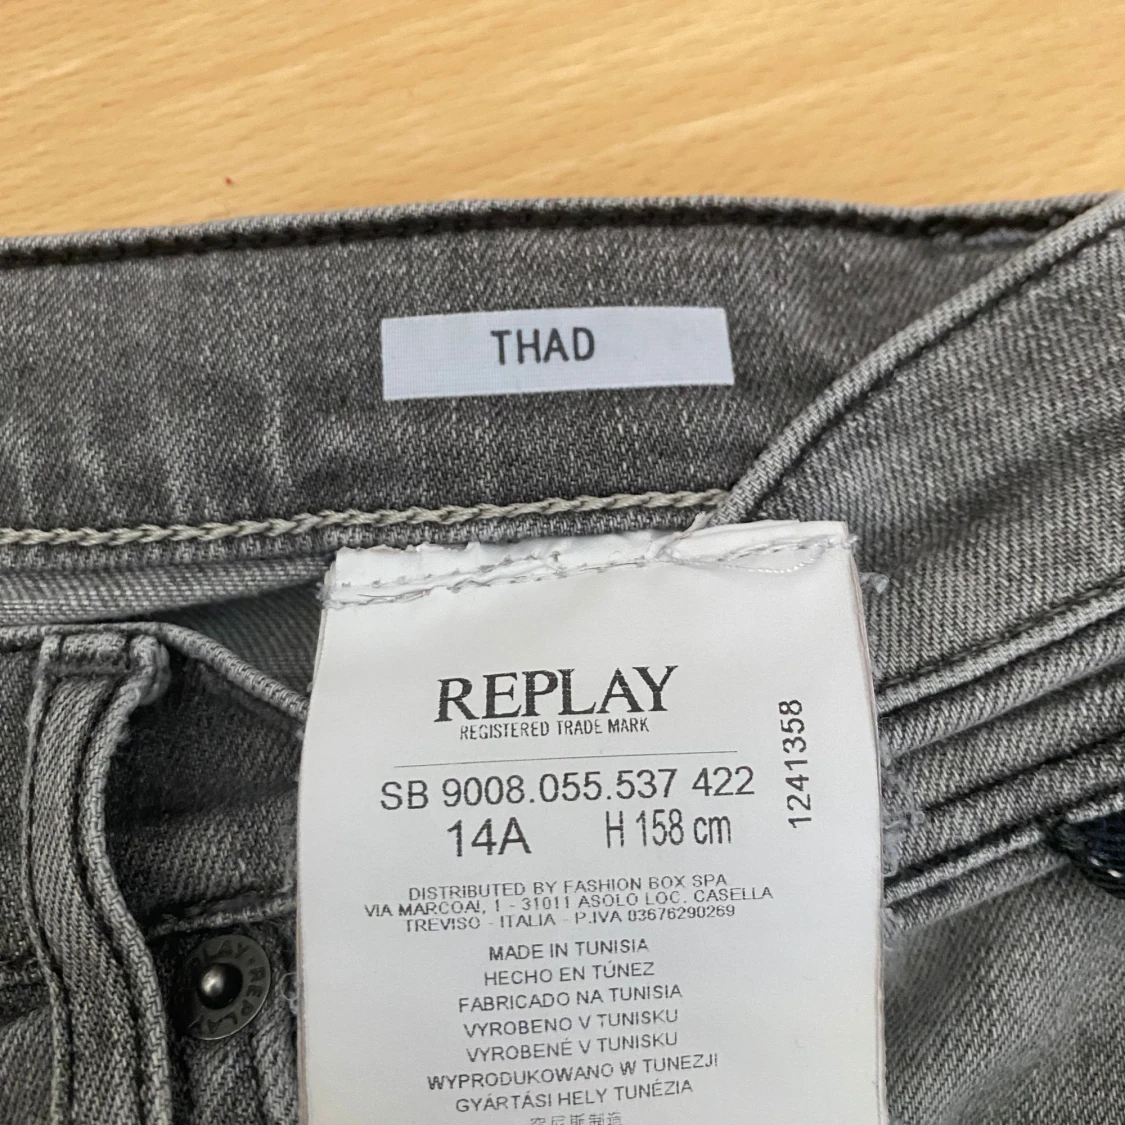 THAD
REPLAY
REGISTERED TRADE MARK
SB 9008.055.537 422
14A H 158 cm
1241358
DISTRIBUTED BY FASHION BOX SPA
VIA MARCOAI, 1 - 31011 ASOLO LOC. CASELLA
TREVISO - ITALIA - P.IVA 03676290269
MADE IN TUNISIA
HECHO EN TÚNEZ
FABRICADO NA TUNISIA
VYROBENO V TUNISKU
VYROBENÉ V TUNISKU
WYPRODUKOWANO W TUNEZJI
GYÁRTÁSI HELY TUNÉZIA
REPLAY